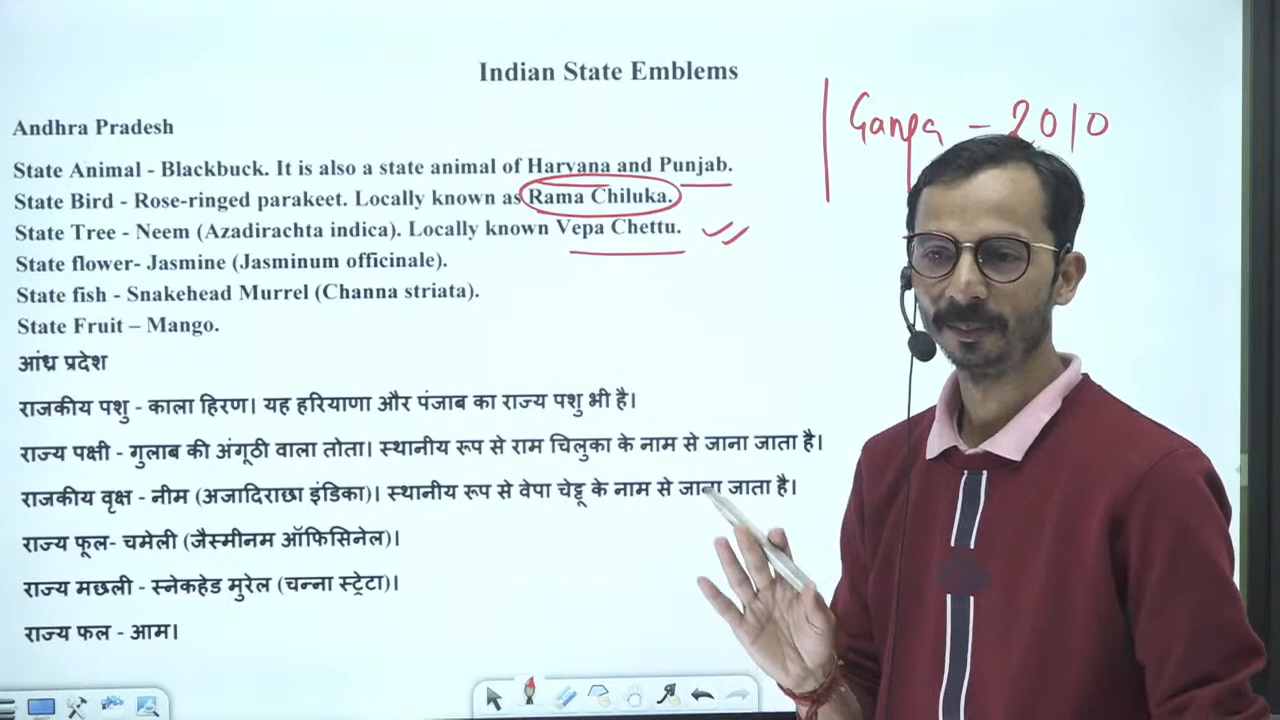 Indian State Emblems
Ganga - 2010
Andhra Pradesh
State Animal - Blackbuck. It is also a state animal of Haryana and Punjab.
State Bird - Rose-ringed parakeet. Locally known as Rama Chiluka.
State Tree - Neem (Azadirachta indica). Locally known Vepa Chettu.
State flower- Jasmine (Jasminum officinale).
State fish - Snakehead Murrel (Channa striata).
State Fruit – Mango.
आंध्र प्रदेश
राजकीय पशु - काला हिरण। यह हरियाणा और पंजाब का राज्य पशु भी है।
राज्य पक्षी - गुलाब की अंगूठी वाला तोता। स्थानीय रूप से राम चिलुका के नाम से जाना जाता है।
राजकीय वृक्ष - नीम (अजादिराछा इंडिका)। स्थानीय रूप से वेपा चेट्टू के नाम से जाना जाता है।
राज्य फूल- चमेली (जैस्मीनम ऑफिसिनेल)।
राज्य मछली - स्नेकहेड मुरेल (चन्ना स्ट्रेटा)।
राज्य फल - आम।